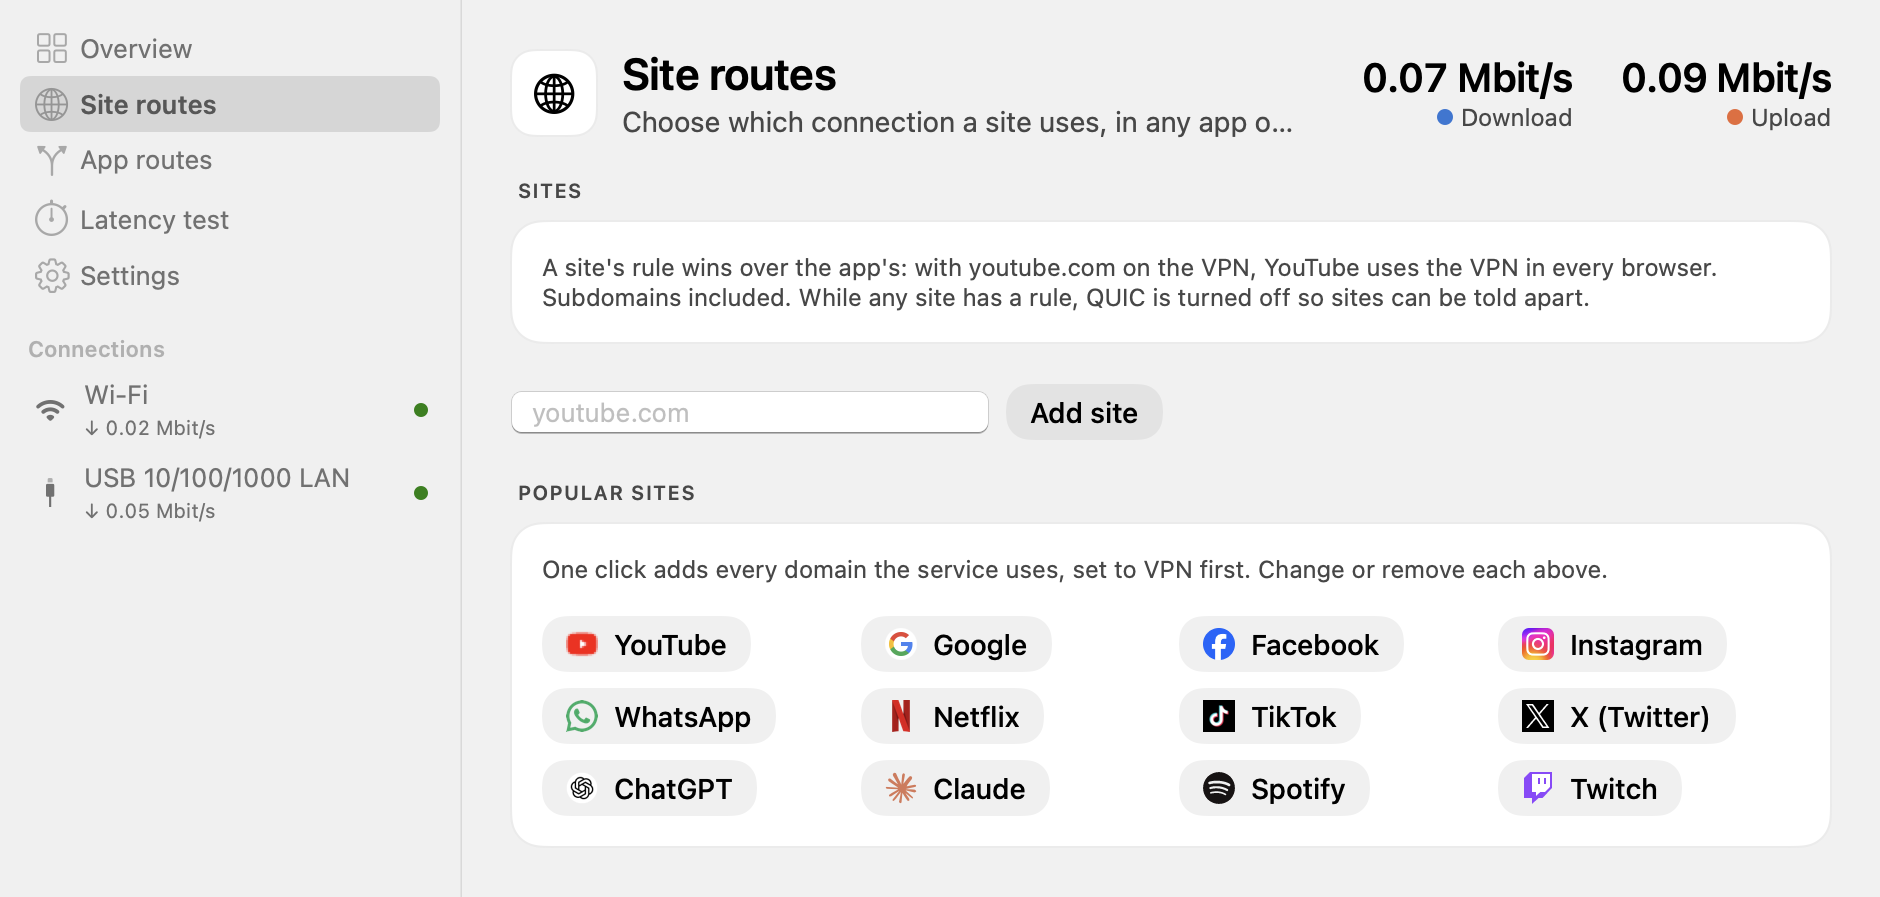 Overview
Site routes
App routes
Latency test
Settings
Connections
Wi-Fi
↓ 0.02 Mbit/s
USB 10/100/1000 LAN
↓ 0.05 Mbit/s
Site routes
Choose which connection a site uses, in any app o...
0.07 Mbit/s
Download
0.09 Mbit/s
Upload
SITES
A site's rule wins over the app's: with youtube.com on the VPN, YouTube uses the VPN in every browser.
Subdomains included. While any site has a rule, QUIC is turned off so sites can be told apart.
youtube.com
Add site
POPULAR SITES
One click adds every domain the service uses, set to VPN first. Change or remove each above.
YouTube
Google
Facebook
Instagram
WhatsApp
Netflix
TikTok
X (Twitter)
ChatGPT
Claude
Spotify
Twitch